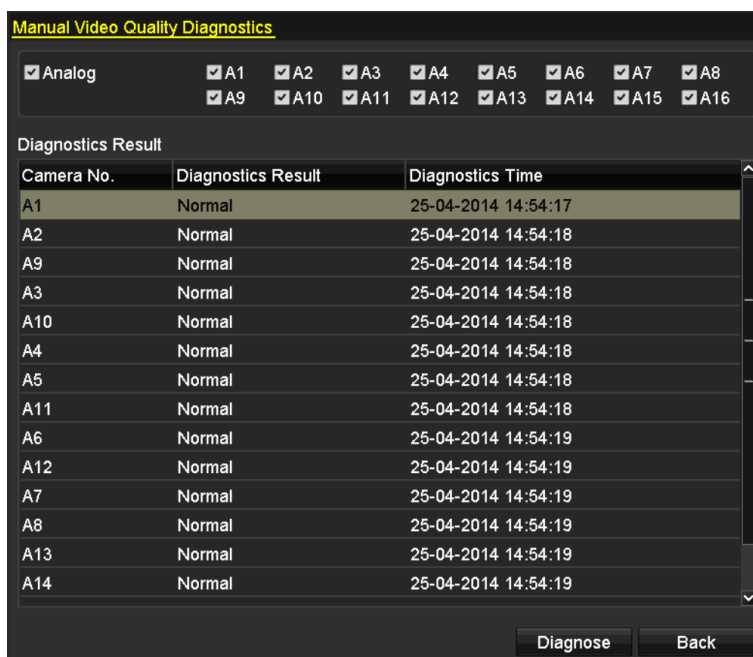 Manual Video Quality Diagnostics
Analog A1 A2 A3 A4 A5 A6 A7 A8
A9 A10 A11 A12 A13 A14 A15 A16
Diagnostics Result
Camera No. Diagnostics Result Diagnostics Time
A1 Normal 25-04-2014 14:54:17
A2 Normal 25-04-2014 14:54:18
A9 Normal 25-04-2014 14:54:18
A3 Normal 25-04-2014 14:54:18
A10 Normal 25-04-2014 14:54:18
A4 Normal 25-04-2014 14:54:18
A5 Normal 25-04-2014 14:54:18
A11 Normal 25-04-2014 14:54:18
A6 Normal 25-04-2014 14:54:19
A12 Normal 25-04-2014 14:54:19
A7 Normal 25-04-2014 14:54:19
A8 Normal 25-04-2014 14:54:19
A13 Normal 25-04-2014 14:54:19
A14 Normal 25-04-2014 14:54:19
Diagnose Back